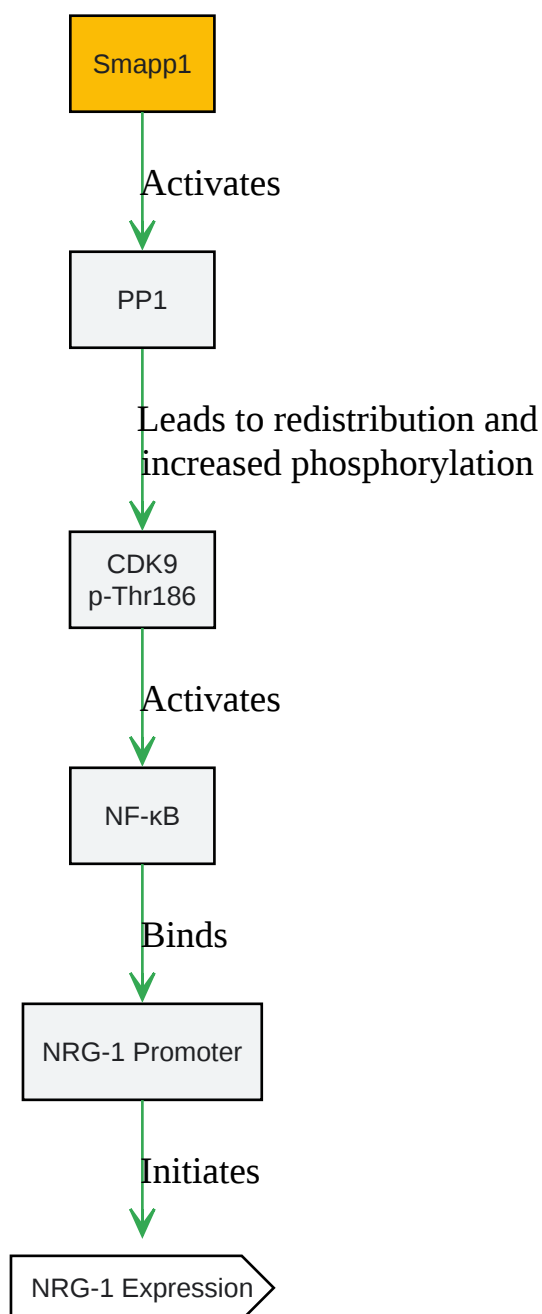 Smapp1
Activates
PP1
Leads to redistribution and
increased phosphorylation
CDK9
p-Thr186
Activates
NF-κB
Binds
NRG-1 Promoter
Initiates
NRG-1 Expression